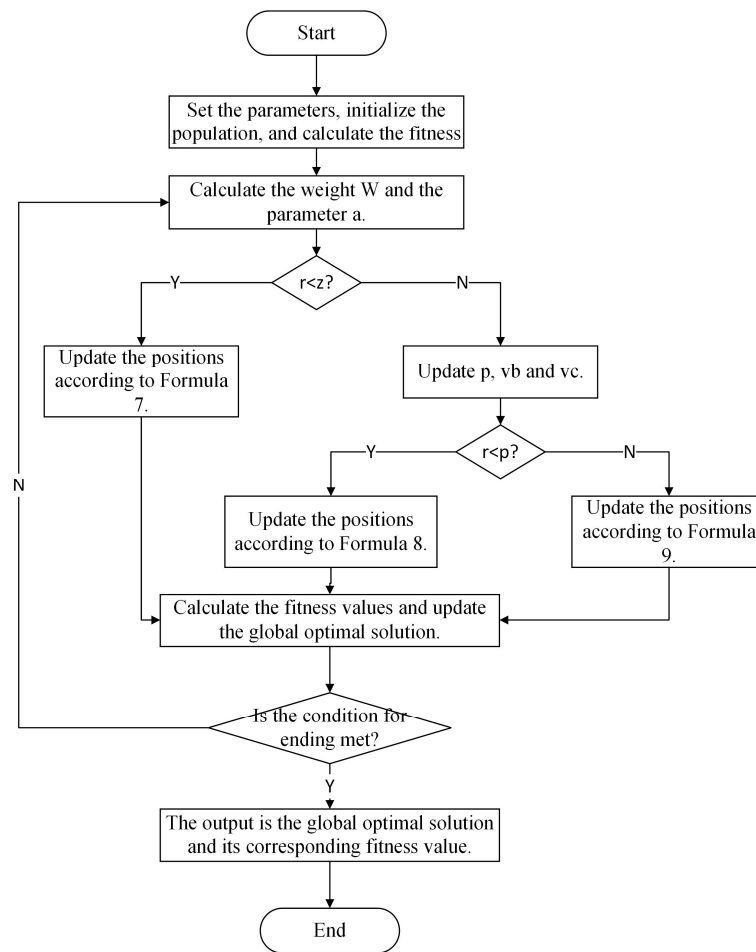 Start
Set the parameters, initialize the
population, and calculate the fitness
Calculate the weight W and the
parameter a.
r<z?
Y
N
Update the positions
according to Formula
7.
Update p, vb and vc.
r<p?
Y
N
Update the positions
according to Formula 8.
Update the positions
according to Formula
9.
N
Calculate the fitness values and update
the global optimal solution.
Is the condition for
ending met?
Y
The output is the global optimal solution
and its corresponding fitness value.
End